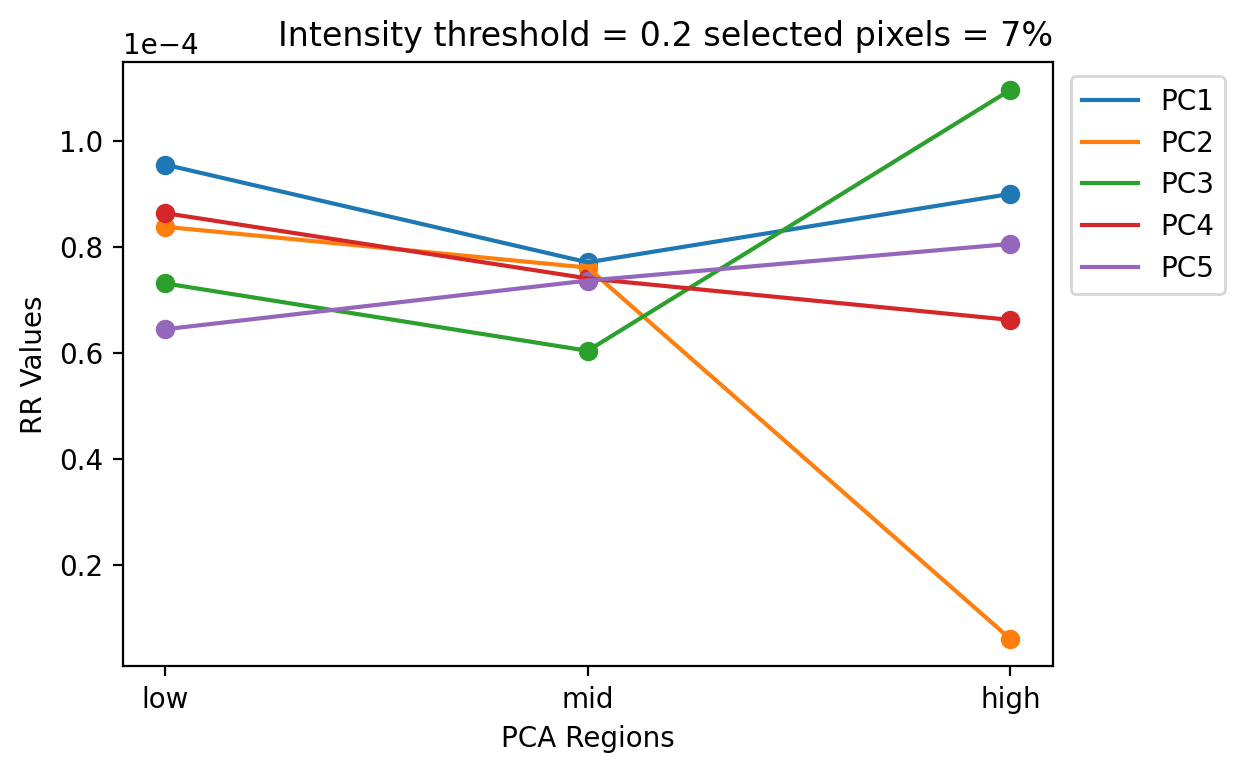 Intensity threshold = 0.2 selected pixels = 7%
1e−4
1.0
0.8
0.6
0.4
0.2
RR Values
low mid high
PCA Regions
PC1
PC2
PC3
PC4
PC5